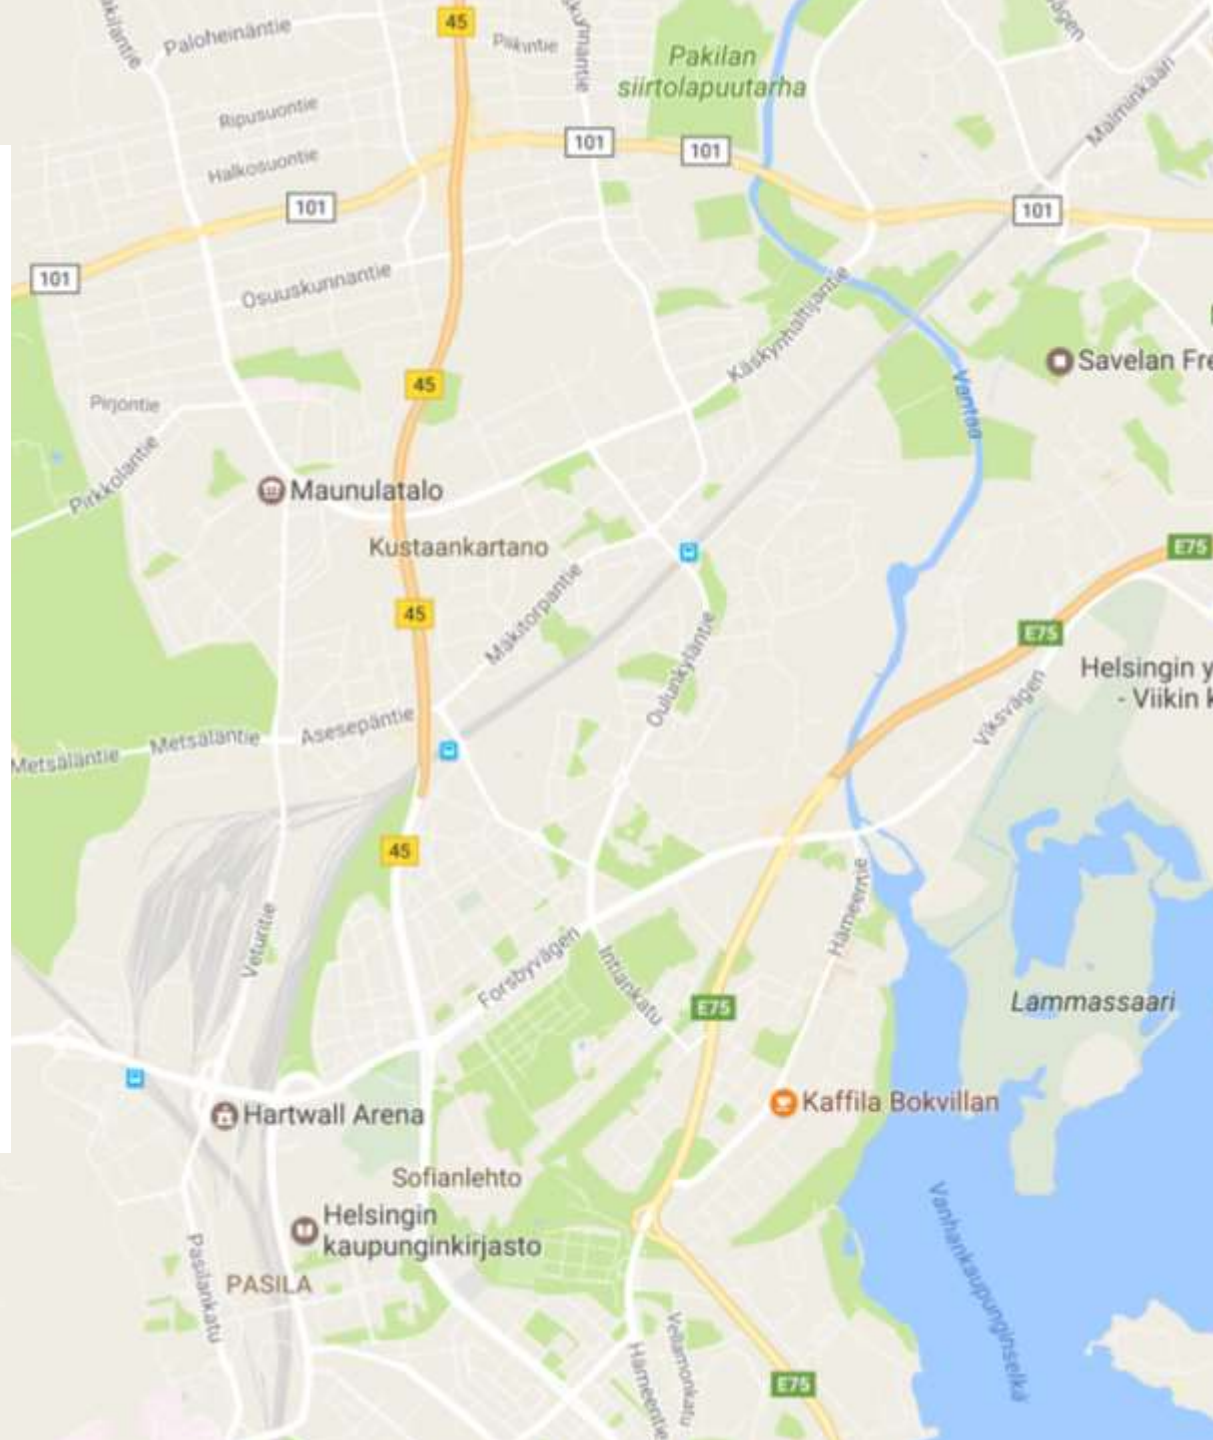 45
Paloheinäntie
Piikintie
Pakilan
siirtolapuutarha
Ripusuontie
101
101
Malminkaari
Halkosuontie
101
101
101
Osuuskunnantie
Käskynhaltijantie
Savelan Fre
45
Pirjontie
Vantaa
Pirkkolantie
Maunulatalo
Kustaankartano
E75
45
Mäkitorpantie
E75
Oulunkyläntie
Helsingin y
- Viikin k
Viksvägen
Asesepäntie
Metsäläntie
Metsäläntie
45
Hämeentie
Veturitie
Forsbyvägen
Intiankatu
E75
Lammassaari
Kaffila Bokvillan
Hartwall Arena
Sofianlehto
Helsingin
kaupunginkirjasto
Vanhankaupunginselkä
Pasilankatu
PASILA
Vellamonkatu
Hämeentie
E75